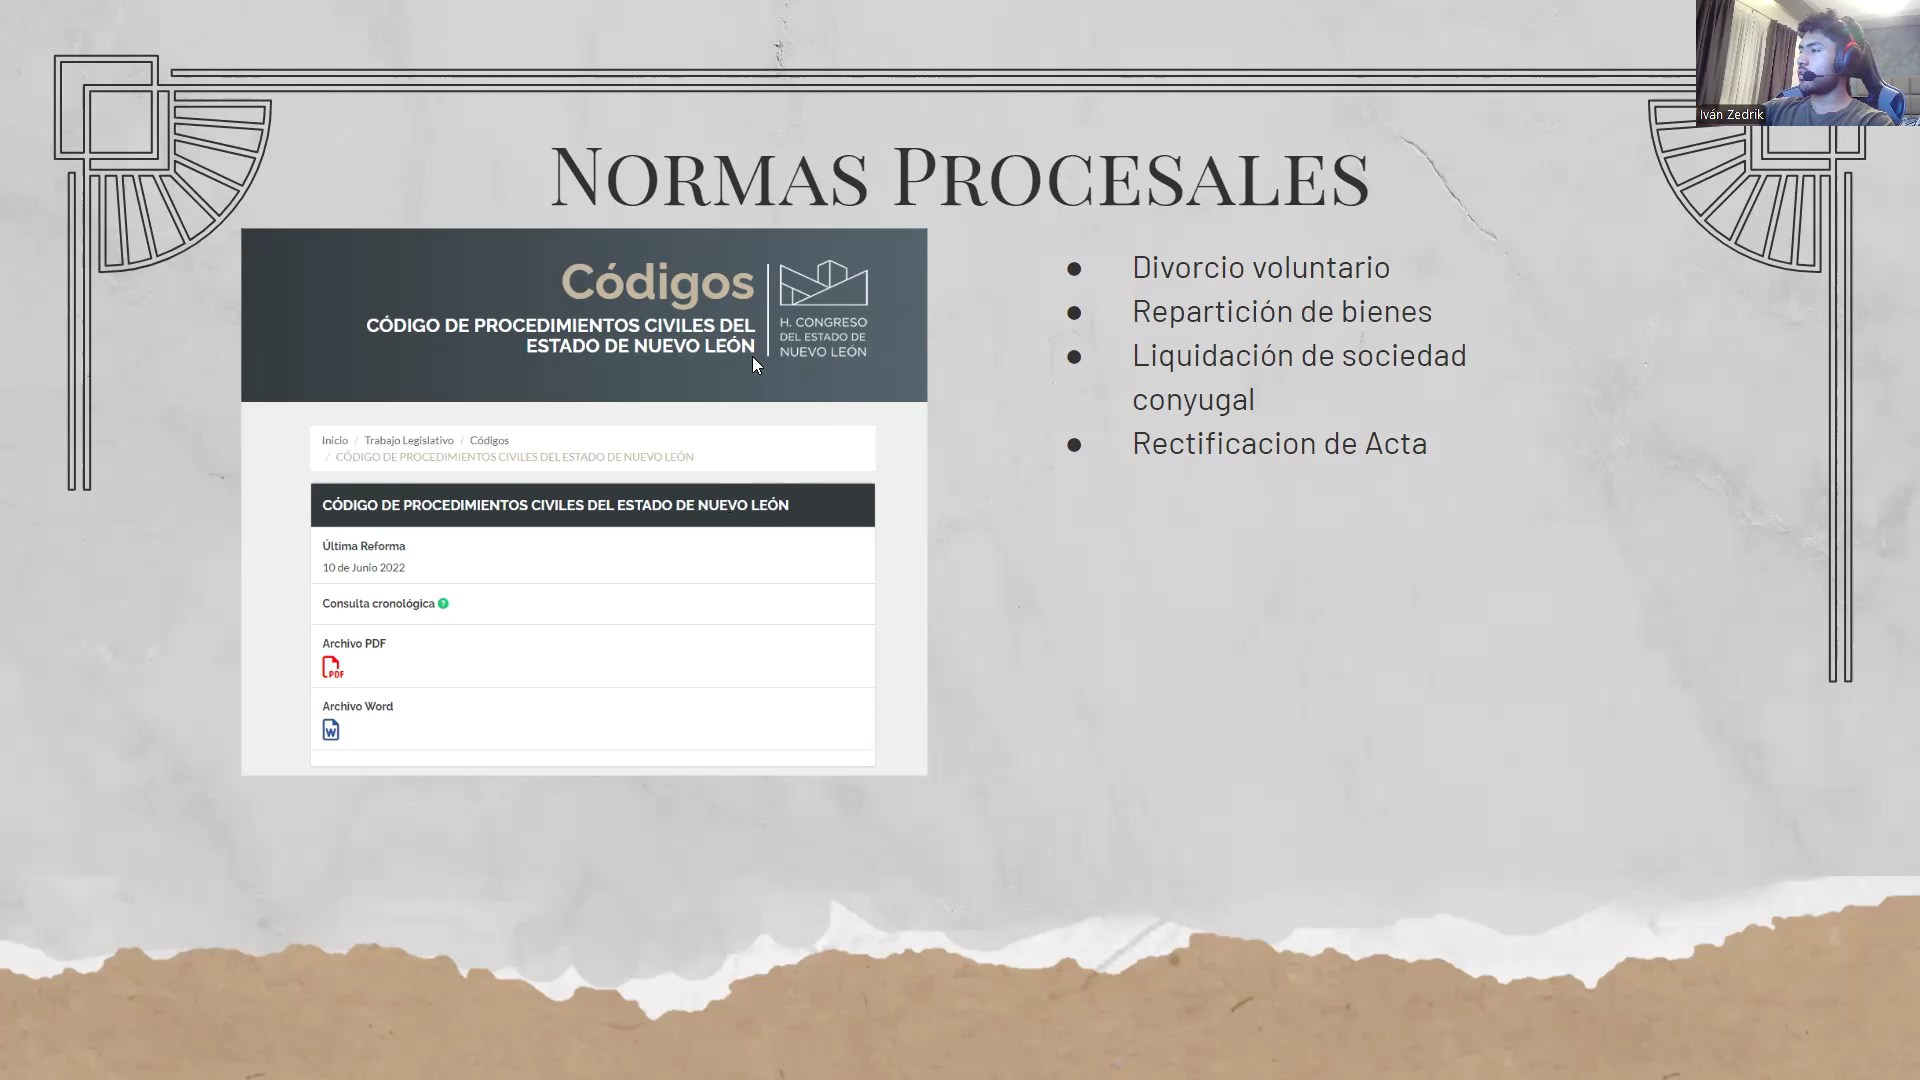 Iván Zedrik
NORMAS PROCESALES
Códigos
CÓDIGO DE PROCEDIMIENTOS CIVILES DEL
ESTADO DE NUEVO LEÓN
H. CONGRESO
DEL ESTADO DE
NUEVO LEÓN
Inicio / Trabajo Legislativo / Códigos
/ CÓDIGO DE PROCEDIMIENTOS CIVILES DEL ESTADO DE NUEVO LEÓN
CÓDIGO DE PROCEDIMIENTOS CIVILES DEL ESTADO DE NUEVO LEÓN
Última Reforma
10 de Junio 2022
Consulta cronológica ?
Archivo PDF
PDF
Archivo Word
W
● Divorcio voluntario
● Repartición de bienes
● Liquidación de sociedad
conyugal
● Rectificacion de Acta